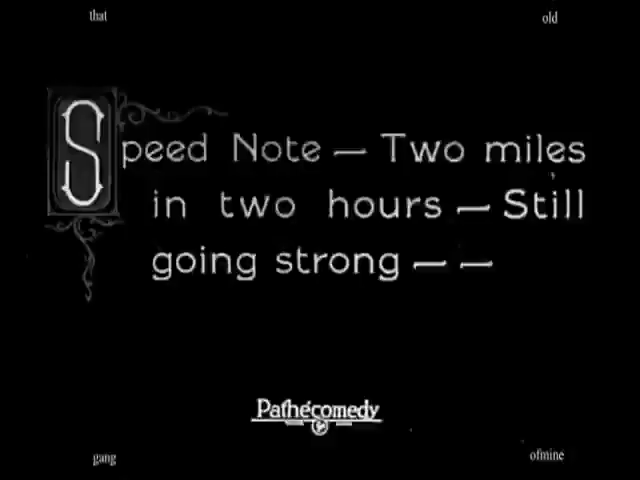 that old
Speed Note — Two miles
in two hours — Still
going strong — —
Pathécomedy
gang ofmine